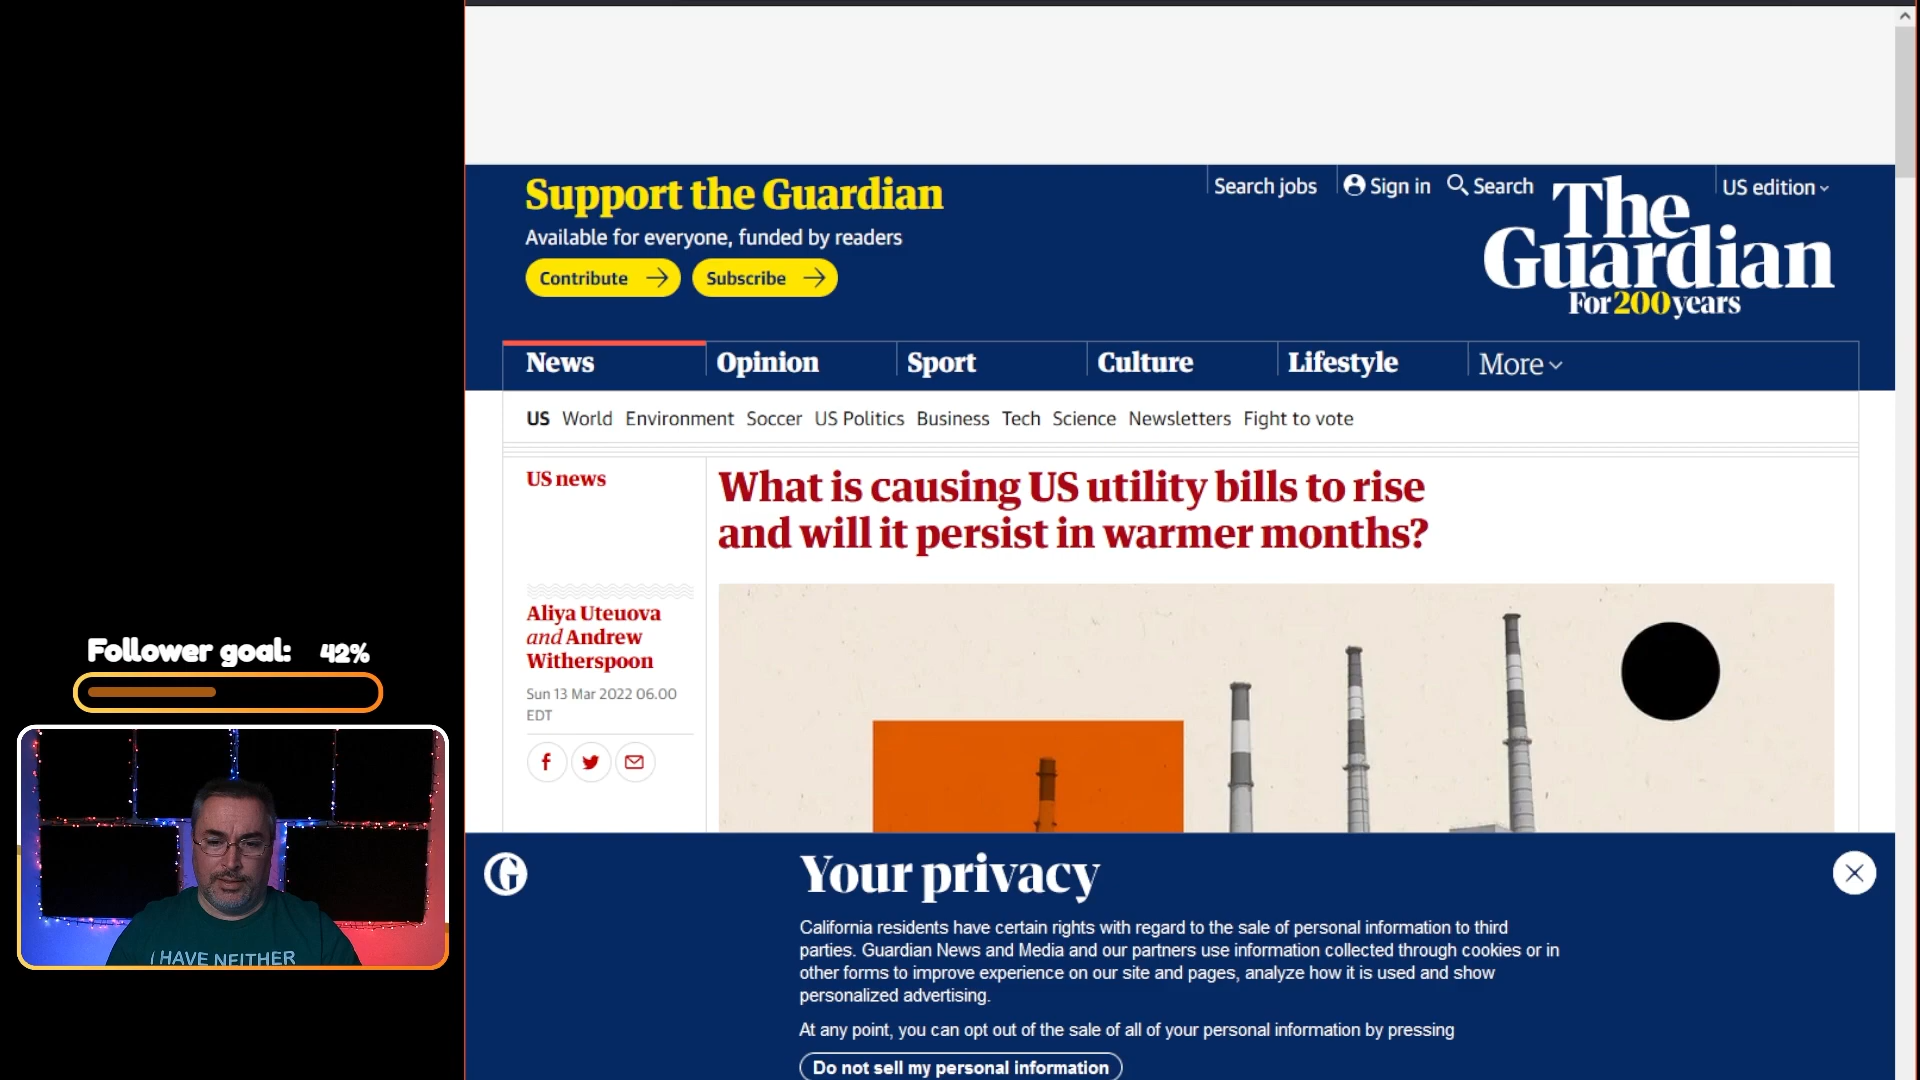 Support the Guardian
Available for everyone, funded by readers
Contribute
Subscribe
Search jobs
Sign in
Search
US edition
The
Guardian
For 200 years
News
Opinion
Sport
Culture
Lifestyle
More
US World Environment Soccer US Politics Business Tech Science Newsletters Fight to vote
US news
What is causing US utility bills to rise
and will it persist in warmer months?
Aliya Uteuova
and Andrew
Witherspoon
Sun 13 Mar 2022 06.00
EDT
Follower goal: 42%
I HAVE NEITHER
Your privacy
California residents have certain rights with regard to the sale of personal information to third
parties. Guardian News and Media and our partners use information collected through cookies or in
other forms to improve experience on our site and pages, analyze how it is used and show
personalized advertising.
At any point, you can opt out of the sale of all of your personal information by pressing
Do not sell my personal information